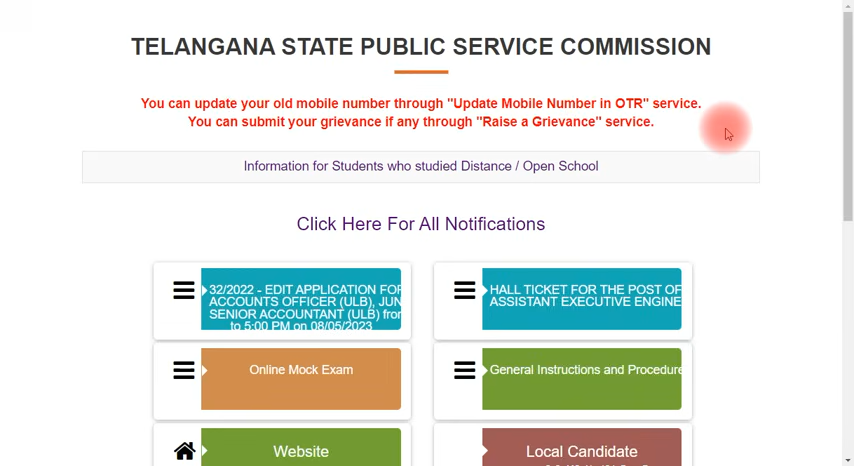 TELANGANA STATE PUBLIC SERVICE COMMISSION
You can update your old mobile number through "Update Mobile Number in OTR" service.
You can submit your grievance if any through "Raise a Grievance" service.
Information for Students who studied Distance / Open School
Click Here For All Notifications
32/2022 - EDIT APPLICATION FOR
ACCOUNTS OFFICER (ULB), JUN
SENIOR ACCOUNTANT (ULB) from
to 5:00 PM on 08/05/2023
HALL TICKET FOR THE POST OF
ASSISTANT EXECUTIVE ENGINE
Online Mock Exam
General Instructions and Procedure
Website
Local Candidate